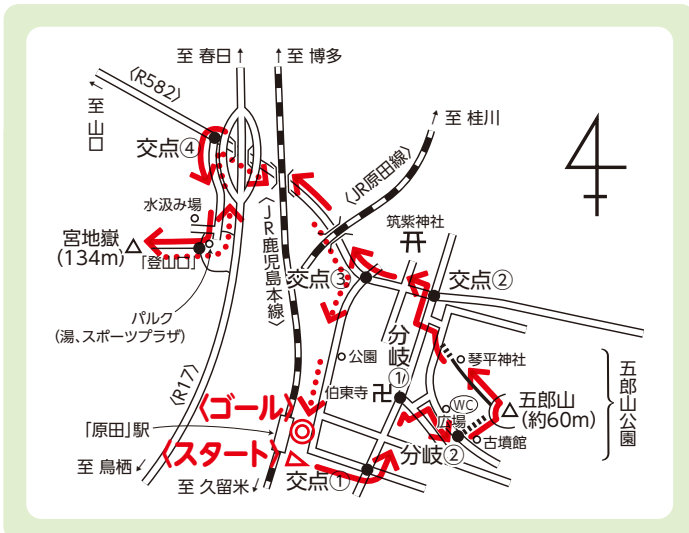 至 春日
至 博多
〈R582〉
至 山口
至 桂川
交点④
〈JR原田線〉
水汲み場
筑紫神社
宮地獄
(134m)
「登山口」
〈JR鹿児島本線〉
交点③
交点②
パルク
(湯、スポーツプラザ)
公園
分岐
①
琴平神社
五郎山公園
伯東寺
〈R17〉
WC
広場
五郎山
(約60m)
〈ゴール〉
「原田」駅
古墳館
分岐②
〈スタート〉
至 鳥栖
至 久留米
交点①